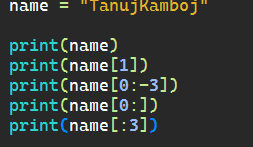 name = "TanujKamboj"
print(name)
print(name[1])
print(name[0:-3])
print(name[0:])
print(name[:3])